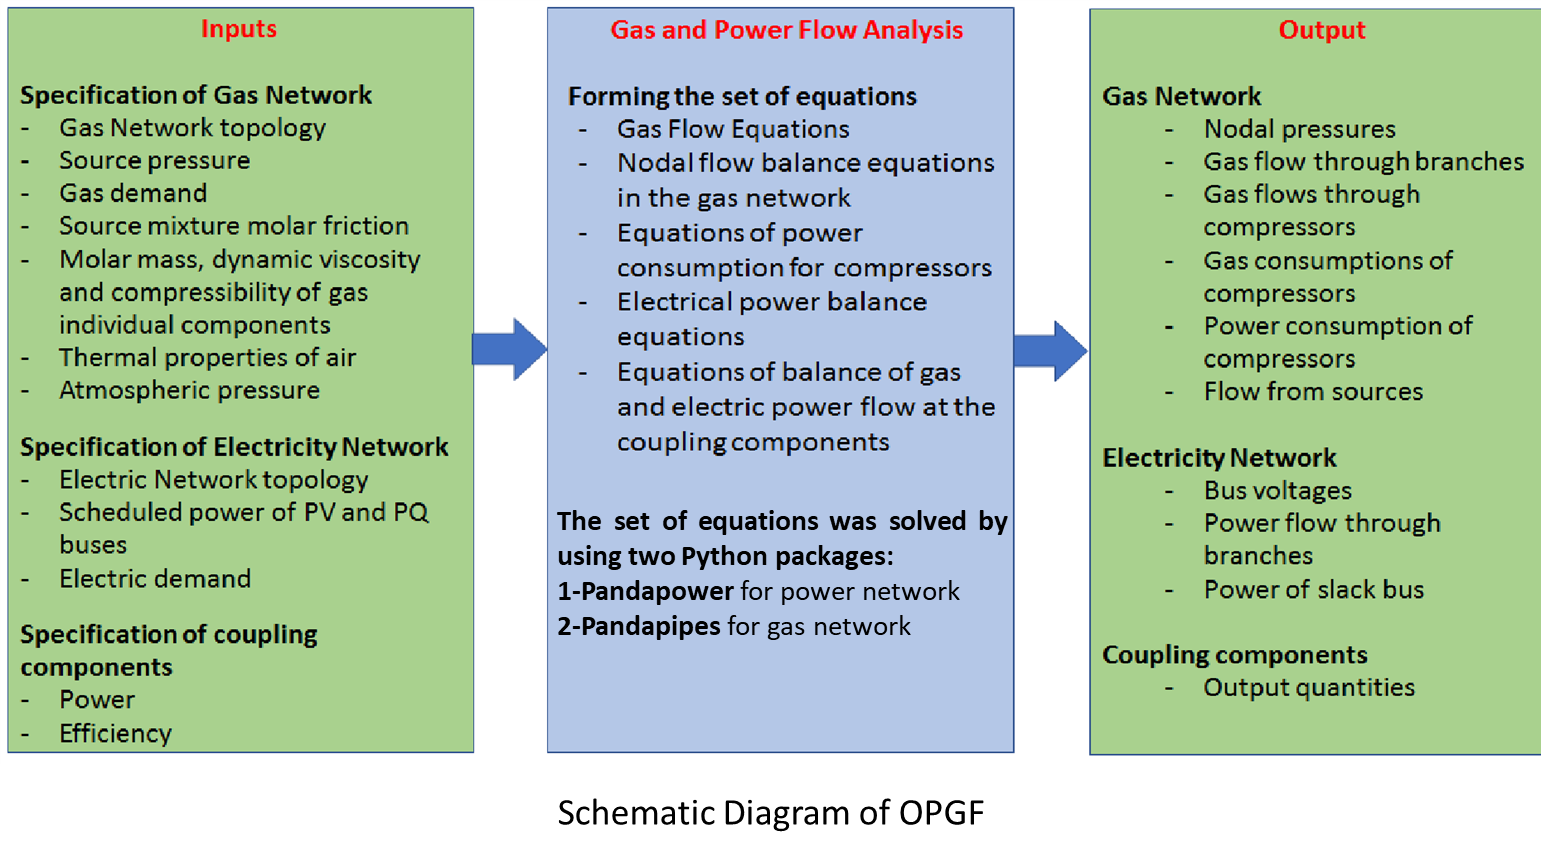 Inputs
Specification of Gas Network
- Gas Network topology
- Source pressure
- Gas demand
- Source mixture molar friction
- Molar mass, dynamic viscosity
and compressibility of gas
individual components
- Thermal properties of air
- Atmospheric pressure
Specification of Electricity Network
- Electric Network topology
- Scheduled power of PV and PQ
buses
- Electric demand
Specification of coupling
components
- Power
- Efficiency
Gas and Power Flow Analysis
Forming the set of equations
- Gas Flow Equations
- Nodal flow balance equations
in the gas network
- Equations of power
consumption for compressors
- Electrical power balance
equations
- Equations of balance of gas
and electric power flow at the
coupling components
The set of equations was solved by
using two Python packages:
1-Pandapower for power network
2-Pandapipes for gas network
Output
Gas Network
- Nodal pressures
- Gas flow through branches
- Gas flows through
compressors
- Gas consumptions of
compressors
- Power consumption of
compressors
- Flow from sources
Electricity Network
- Bus voltages
- Power flow through
branches
- Power of slack bus
Coupling components
- Output quantities
Schematic Diagram of OPGF